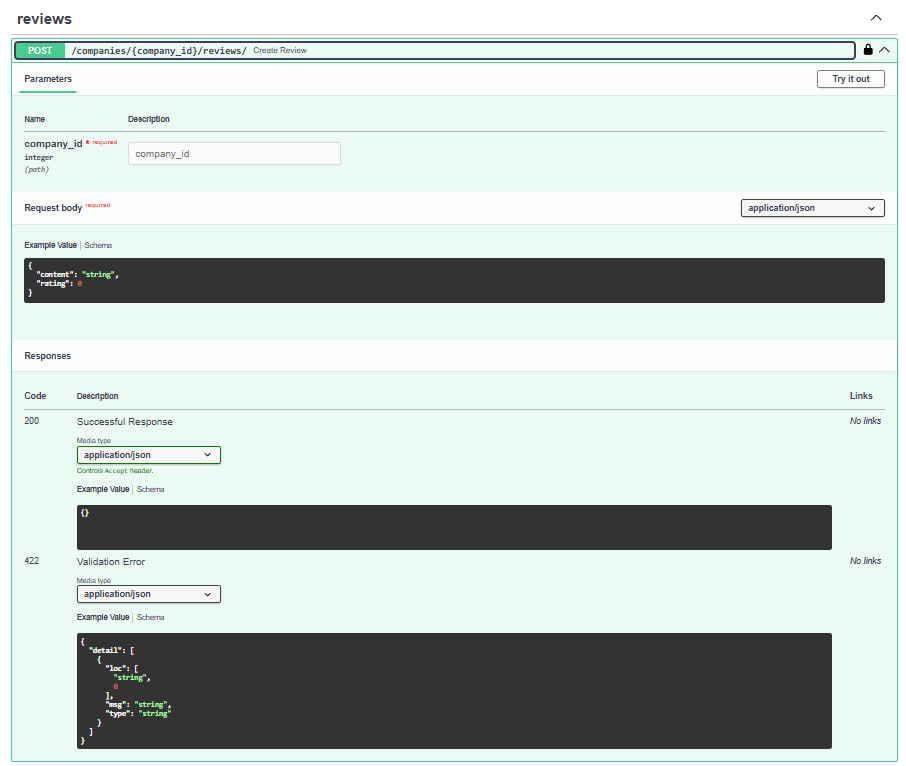 reviews
POST /companies/{company_id}/reviews/ Create Review
Parameters
Try it out
Name Description
company_id * required
integer
(path)
company_id
Request body required
application/json
Example Value | Schema
{
  "content": "string",
  "rating": 0
}
Responses
Code Description Links
200 Successful Response No links
Media type
application/json
Controls Accept header.
Example Value | Schema
{}
422 Validation Error No links
Media type
application/json
Example Value | Schema
{
  "detail": [
    {
      "loc": [
        "string",
        0
      ],
      "msg": "string",
      "type": "string"
    }
  ]
}